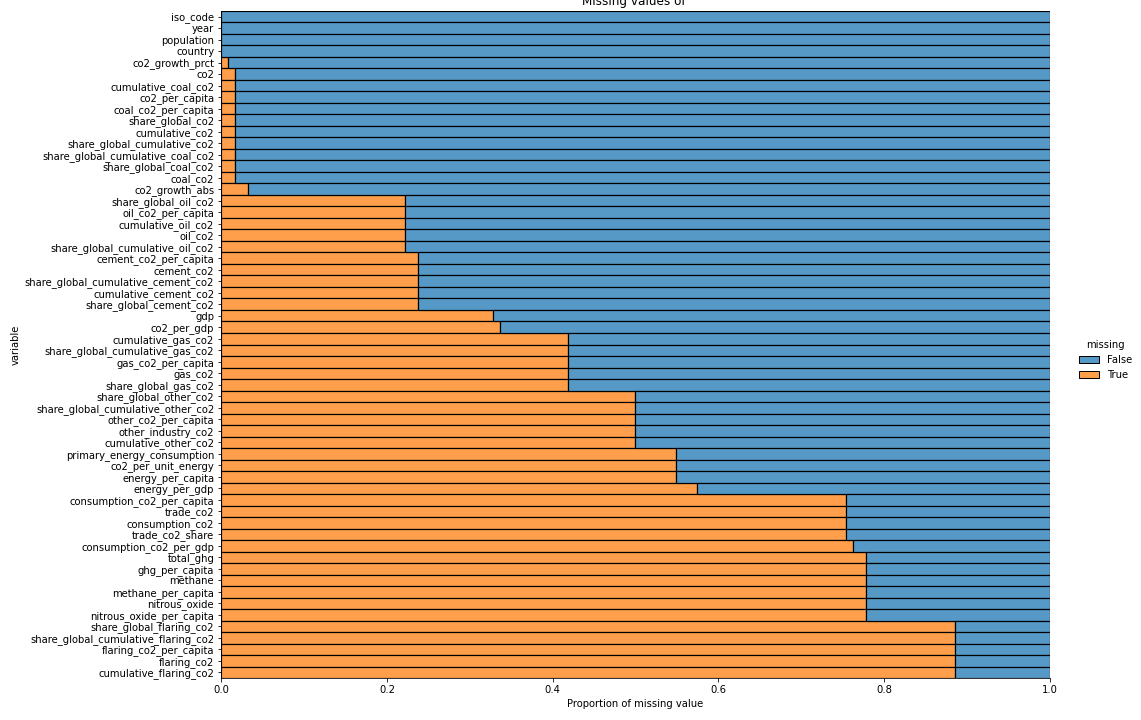 Missing values of
iso_code
year
population
country
co2_growth_prct
co2
cumulative_coal_co2
co2_per_capita
coal_co2_per_capita
share_global_co2
cumulative_co2
share_global_cumulative_co2
share_global_cumulative_coal_co2
share_global_coal_co2
coal_co2
co2_growth_abs
share_global_oil_co2
oil_co2_per_capita
cumulative_oil_co2
oil_co2
share_global_cumulative_oil_co2
cement_co2_per_capita
cement_co2
share_global_cumulative_cement_co2
cumulative_cement_co2
share_global_cement_co2
gdp
co2_per_gdp
cumulative_gas_co2
share_global_cumulative_gas_co2
gas_co2_per_capita
gas_co2
share_global_gas_co2
share_global_other_co2
share_global_cumulative_other_co2
other_co2_per_capita
other_industry_co2
cumulative_other_co2
primary_energy_consumption
co2_per_unit_energy
energy_per_capita
energy_per_gdp
consumption_co2_per_capita
trade_co2
consumption_co2
trade_co2_share
consumption_co2_per_gdp
total_ghg
ghg_per_capita
methane
methane_per_capita
nitrous_oxide
nitrous_oxide_per_capita
share_global_flaring_co2
share_global_cumulative_flaring_co2
flaring_co2_per_capita
flaring_co2
cumulative_flaring_co2
variable
0.0 0.2 0.4 0.6 0.8 1.0
Proportion of missing value
missing
False
True